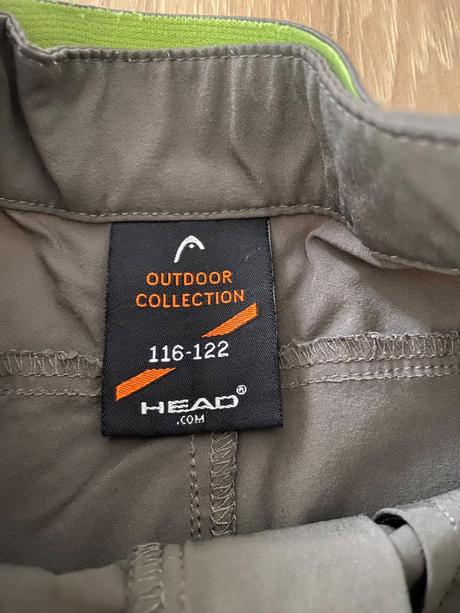 OUTDOOR
COLLECTION
116-122
HEAD®
.COM